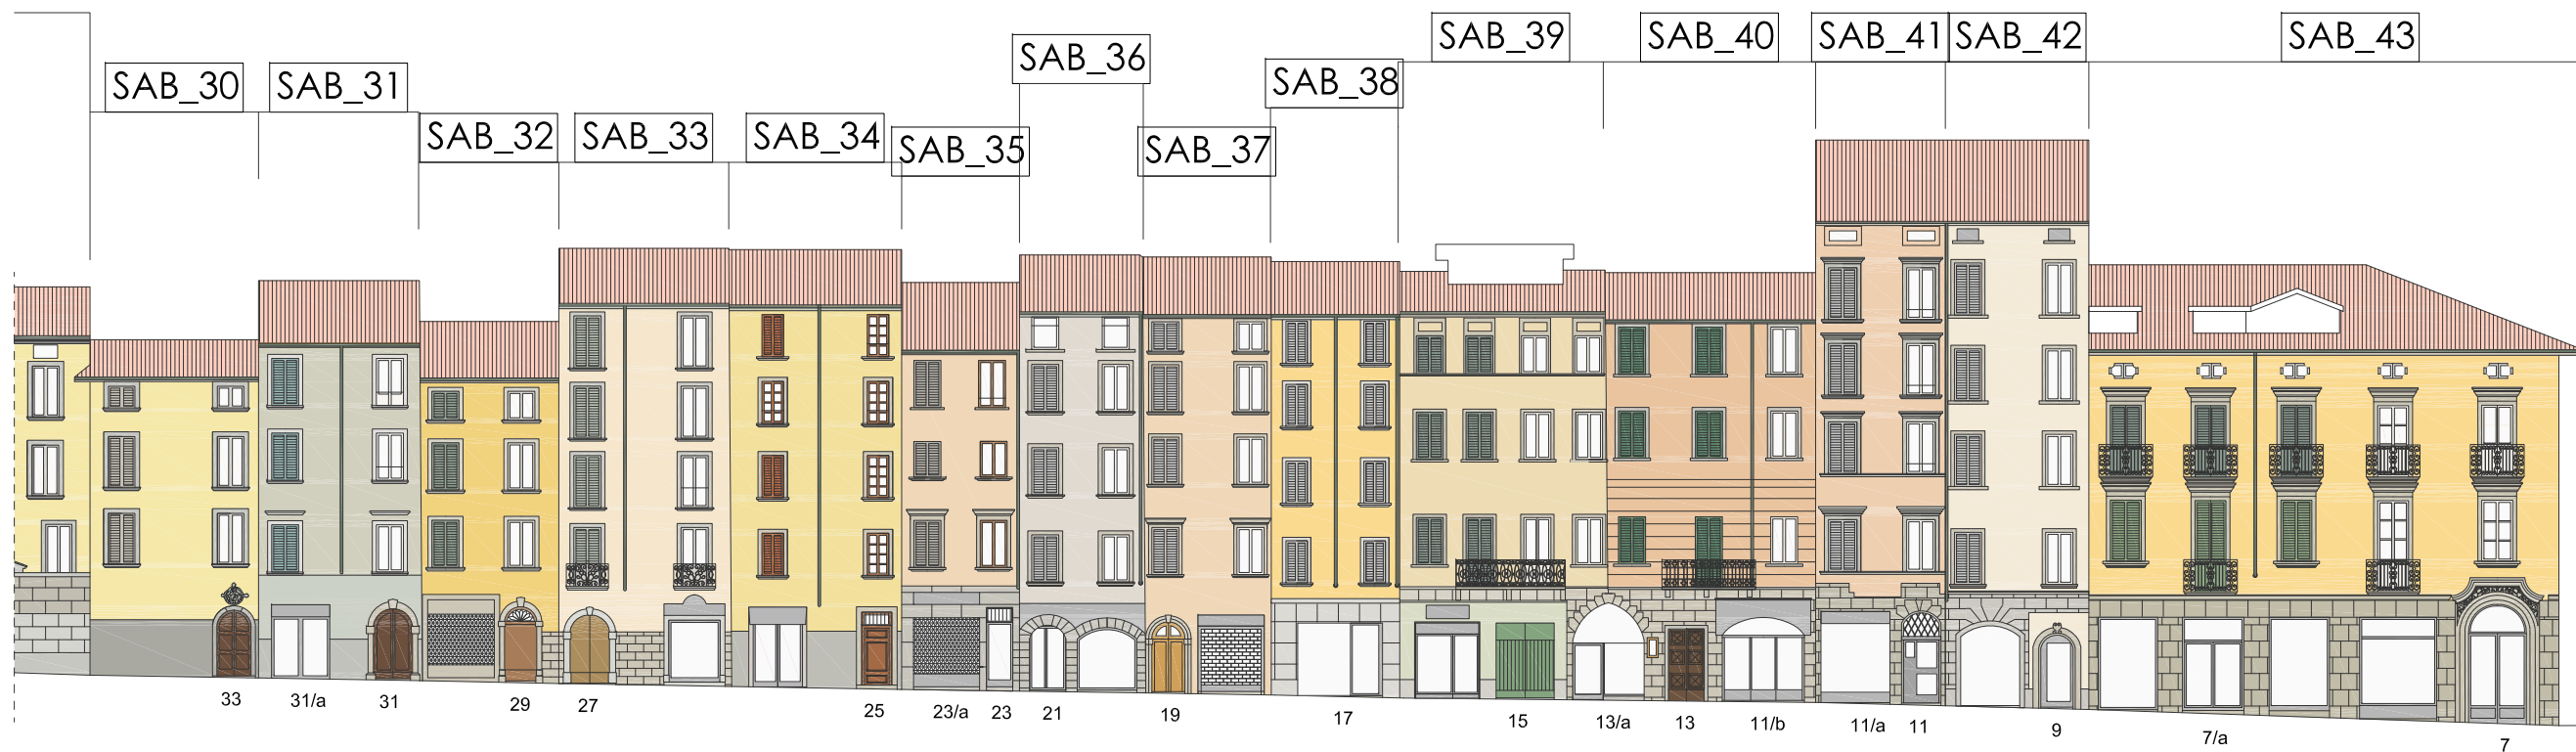 SAB_30
SAB_31
SAB_32
SAB_33
SAB_34
SAB_35
SAB_36
SAB_37
SAB_38
SAB_39
SAB_40
SAB_41
SAB_42
SAB_43
33
31/a
31
29
27
25
23/a
23
21
19
17
15
13/a
13
11/b
11/a
11
9
7/a
7